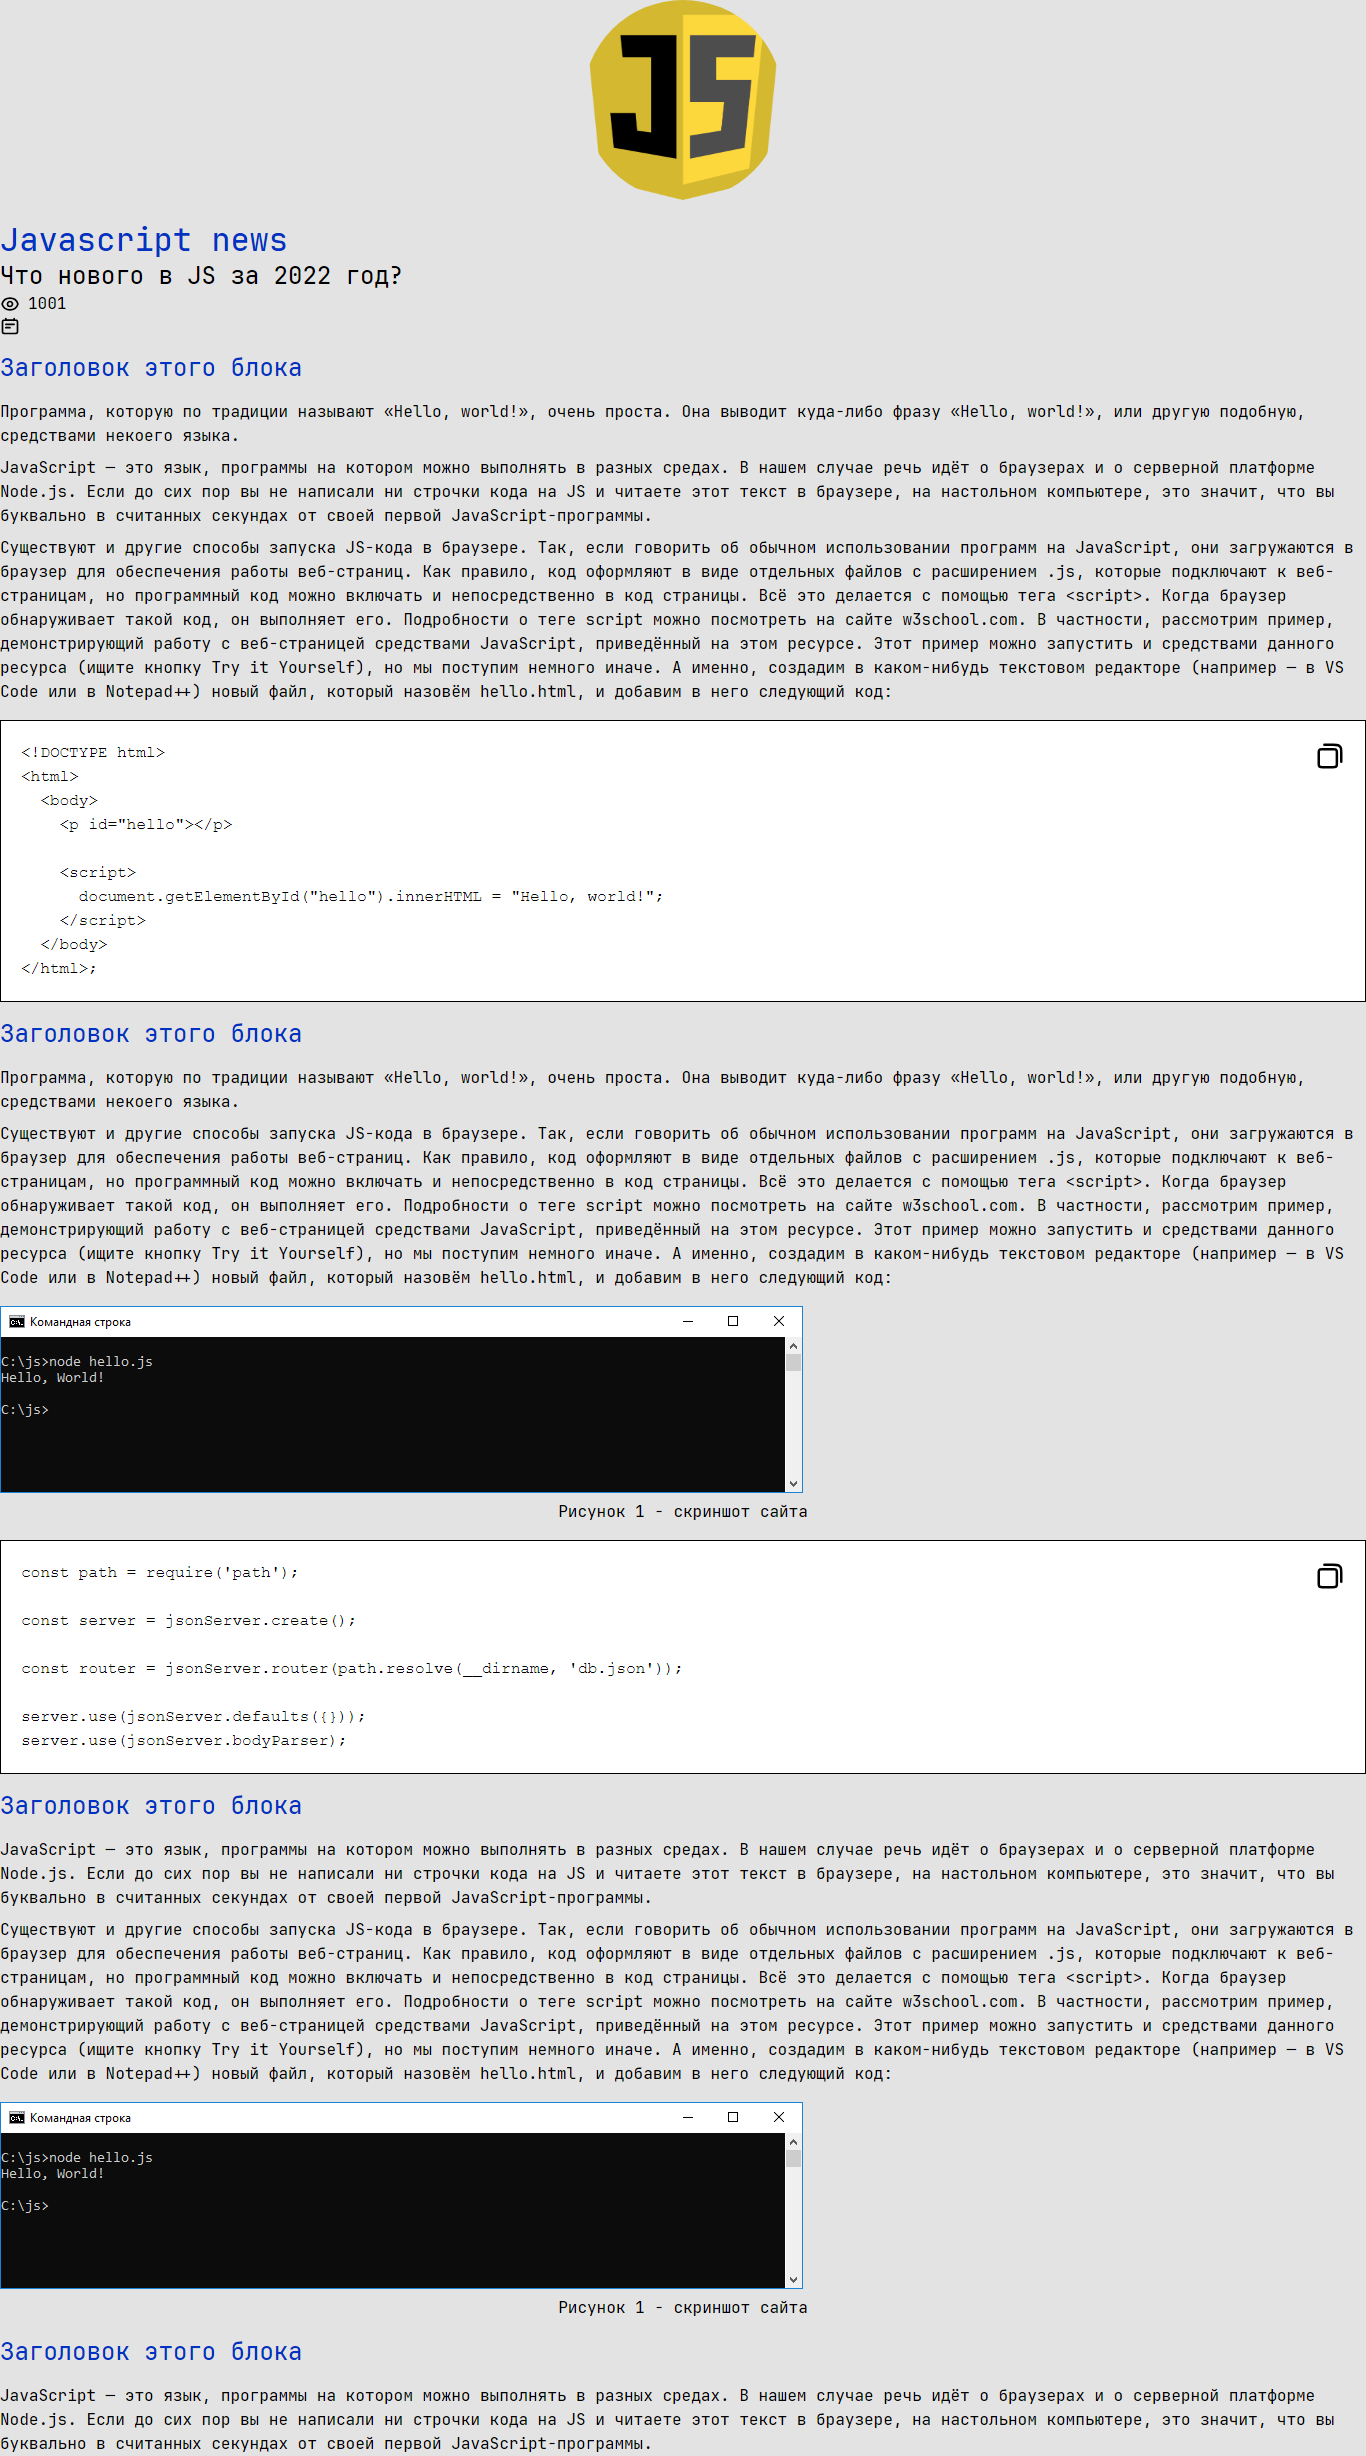 JS
Javascript news
Что нового в JS за 2022 год?
1001
Заголовок этого блока
Программа, которую по традиции называют «Hello, world!», очень проста. Она выводит куда-либо фразу «Hello, world!», или другую подобную,
средствами некоего языка.
JavaScript — это язык, программы на котором можно выполнять в разных средах. В нашем случае речь идёт о браузерах и о серверной платформе
Node.js. Если до сих пор вы не написали ни строчки кода на JS и читаете этот текст в браузере, на настольном компьютере, это значит, что вы
буквально в считанных секундах от своей первой JavaScript-программы.
Существуют и другие способы запуска JS-кода в браузере. Так, если говорить об обычном использовании программ на JavaScript, они загружаются в
браузер для обеспечения работы веб-страниц. Как правило, код оформляют в виде отдельных файлов с расширением .js, которые подключают к веб-
страницам, но программный код можно включать и непосредственно в код страницы. Всё это делается с помощью тега <script>. Когда браузер
обнаруживает такой код, он выполняет его. Подробности о теге script можно посмотреть на сайте w3school.com. В частности, рассмотрим пример,
демонстрирующий работу с веб-страницей средствами JavaScript, приведённый на этом ресурсе. Этот пример можно запустить и средствами данного
ресурса (ищите кнопку Try it Yourself), но мы поступим немного иначе. А именно, создадим в каком-нибудь текстовом редакторе (например — в VS
Code или в Notepad++) новый файл, который назовём hello.html, и добавим в него следующий код:
<!DOCTYPE html>
<html>
  <body>
    <p id="hello"></p>
    <script>
      document.getElementById("hello").innerHTML = "Hello, world!";
    </script>
  </body>
</html>;
Заголовок этого блока
Программа, которую по традиции называют «Hello, world!», очень проста. Она выводит куда-либо фразу «Hello, world!», или другую подобную,
средствами некоего языка.
Существуют и другие способы запуска JS-кода в браузере. Так, если говорить об обычном использовании программ на JavaScript, они загружаются в
браузер для обеспечения работы веб-страниц. Как правило, код оформляют в виде отдельных файлов с расширением .js, которые подключают к веб-
страницам, но программный код можно включать и непосредственно в код страницы. Всё это делается с помощью тега <script>. Когда браузер
обнаруживает такой код, он выполняет его. Подробности о теге script можно посмотреть на сайте w3school.com. В частности, рассмотрим пример,
демонстрирующий работу с веб-страницей средствами JavaScript, приведённый на этом ресурсе. Этот пример можно запустить и средствами данного
ресурса (ищите кнопку Try it Yourself), но мы поступим немного иначе. А именно, создадим в каком-нибудь текстовом редакторе (например — в VS
Code или в Notepad++) новый файл, который назовём hello.html, и добавим в него следующий код:
Командная строка
C:\js>node hello.js
Hello, World!
C:\js>
Рисунок 1 - скриншот сайта
const path = require('path');
const server = jsonServer.create();
const router = jsonServer.router(path.resolve(__dirname, 'db.json'));
server.use(jsonServer.defaults({}));
server.use(jsonServer.bodyParser);
Заголовок этого блока
JavaScript — это язык, программы на котором можно выполнять в разных средах. В нашем случае речь идёт о браузерах и о серверной платформе
Node.js. Если до сих пор вы не написали ни строчки кода на JS и читаете этот текст в браузере, на настольном компьютере, это значит, что вы
буквально в считанных секундах от своей первой JavaScript-программы.
Существуют и другие способы запуска JS-кода в браузере. Так, если говорить об обычном использовании программ на JavaScript, они загружаются в
браузер для обеспечения работы веб-страниц. Как правило, код оформляют в виде отдельных файлов с расширением .js, которые подключают к веб-
страницам, но программный код можно включать и непосредственно в код страницы. Всё это делается с помощью тега <script>. Когда браузер
обнаруживает такой код, он выполняет его. Подробности о теге script можно посмотреть на сайте w3school.com. В частности, рассмотрим пример,
демонстрирующий работу с веб-страницей средствами JavaScript, приведённый на этом ресурсе. Этот пример можно запустить и средствами данного
ресурса (ищите кнопку Try it Yourself), но мы поступим немного иначе. А именно, создадим в каком-нибудь текстовом редакторе (например — в VS
Code или в Notepad++) новый файл, который назовём hello.html, и добавим в него следующий код:
Командная строка
C:\js>node hello.js
Hello, World!
C:\js>
Рисунок 1 - скриншот сайта
Заголовок этого блока
JavaScript — это язык, программы на котором можно выполнять в разных средах. В нашем случае речь идёт о браузерах и о серверной платформе
Node.js. Если до сих пор вы не написали ни строчки кода на JS и читаете этот текст в браузере, на настольном компьютере, это значит, что вы
буквально в считанных секундах от своей первой JavaScript-программы.